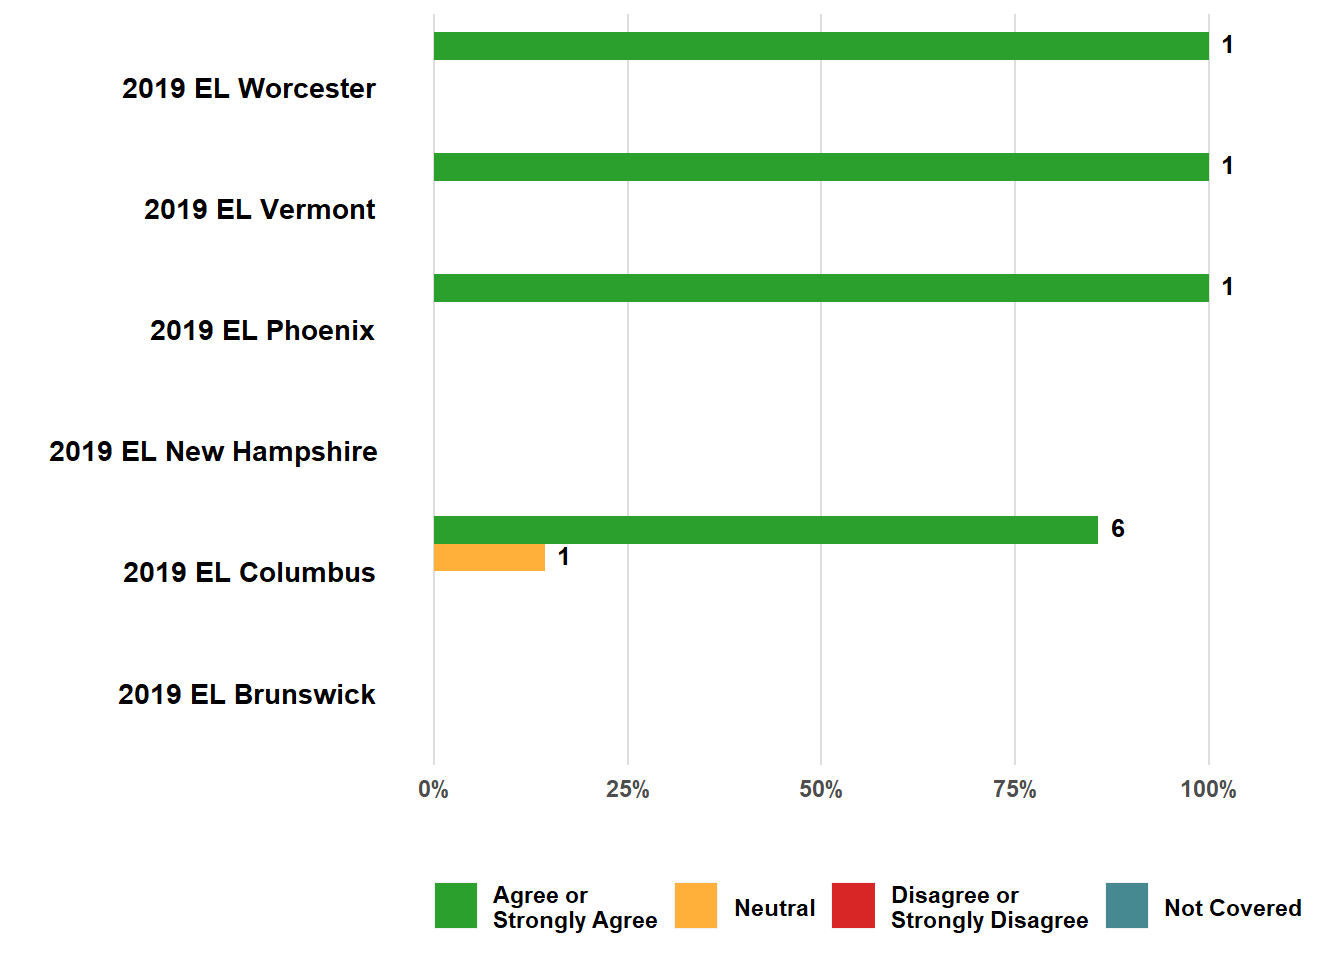 1
2019 EL Worcester
1
2019 EL Vermont
1
2019 EL Phoenix
2019 EL New Hampshire
6
1
2019 EL Columbus
2019 EL Brunswick
0% 25% 50% 75% 100%
Agree or
Strongly Agree
Neutral
Disagree or
Strongly Disagree
Not Covered